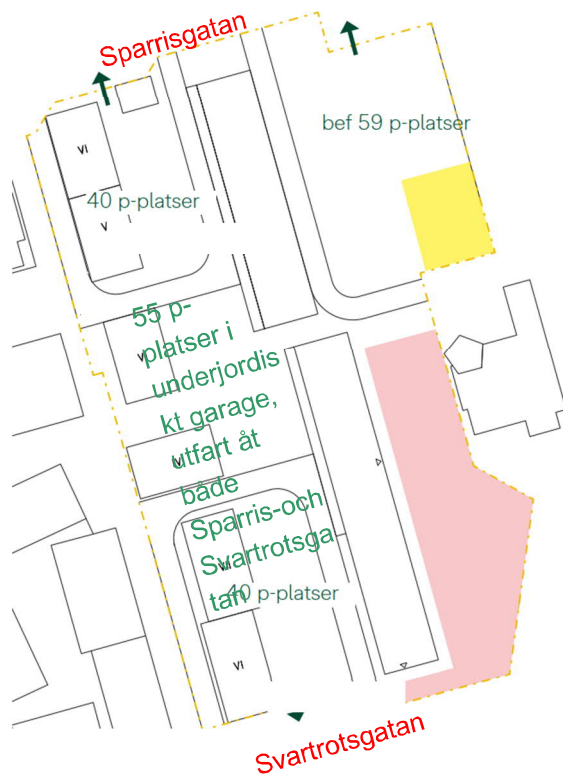 Sparrisgatan
bef 59 p-platser
VI
40 p-platser
V
55 p-
platser i
underjordis
kt garage,
utfart åt
både
Sparris-och
Svartrotsga
tan
40 p-platser
VI
Svartrotsgatan